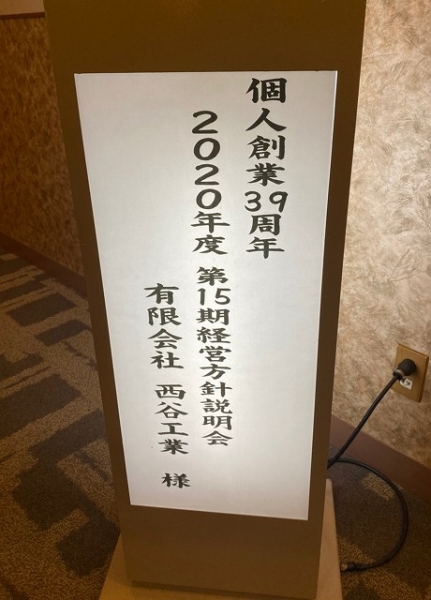 個人創業39周年
2020年度 第15期経営方針説明会
有限会社 西谷工業 様